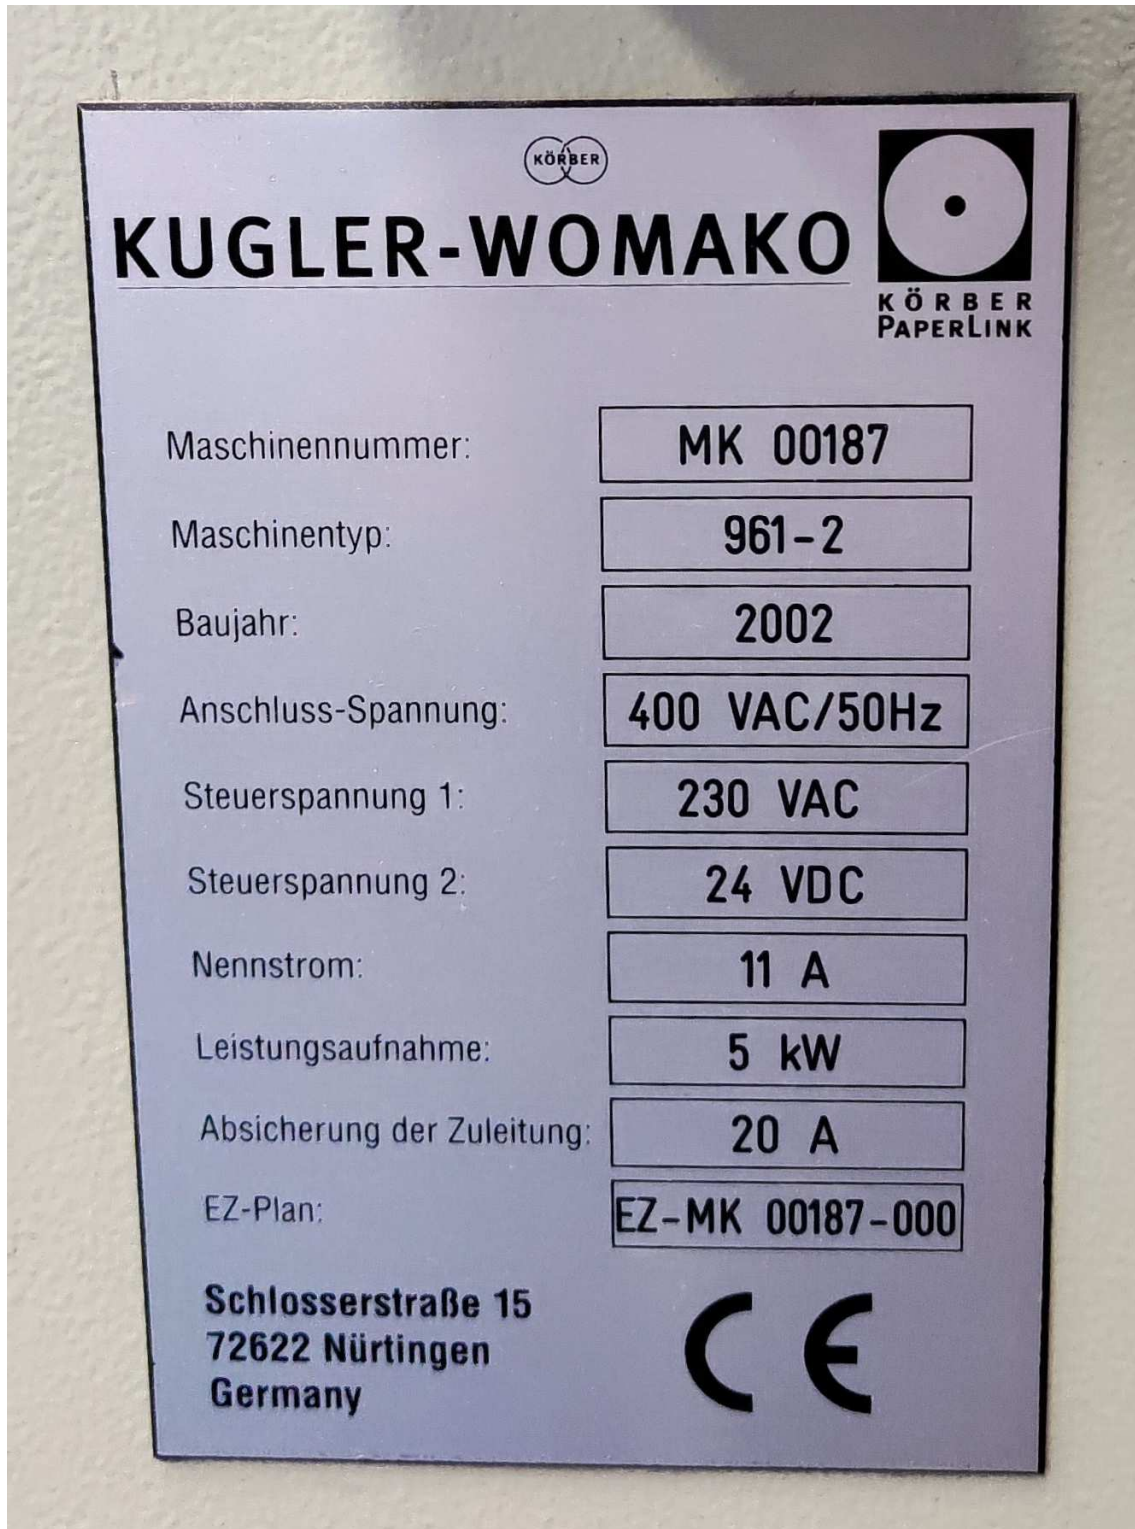 KÖRBER
KUGLER-WOMAKO
KÖRBER
PAPERLINK
Maschinennummer: MK 00187
Maschinentyp: 961-2
Baujahr: 2002
Anschluss-Spannung: 400 VAC/50Hz
Steuerspannung 1: 230 VAC
Steuerspannung 2: 24 VDC
Nennstrom: 11 A
Leistungsaufnahme: 5 kW
Absicherung der Zuleitung: 20 A
EZ-Plan: EZ-MK 00187-000
Schlosserstraße 15
72622 Nürtingen
Germany
CE